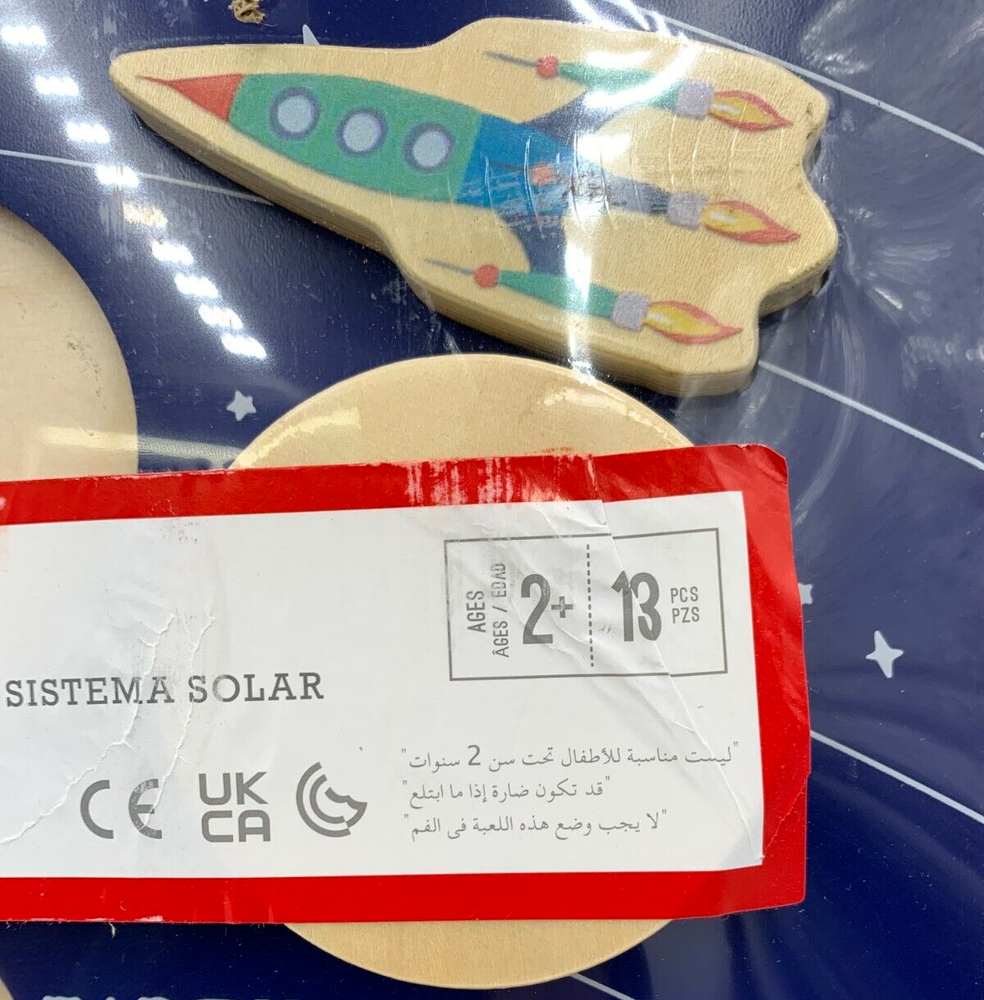 AGES
ÂGES / EDAD
2+
13
PCS
PZS
SISTEMA SOLAR
CE
UK
CA
"ليست مناسبة للأطفال تحت سن 2 سنوات"
"قد تكون ضارة إذا ما ابتلع"
"لا يجب وضع هذه اللعبة فى الفم"